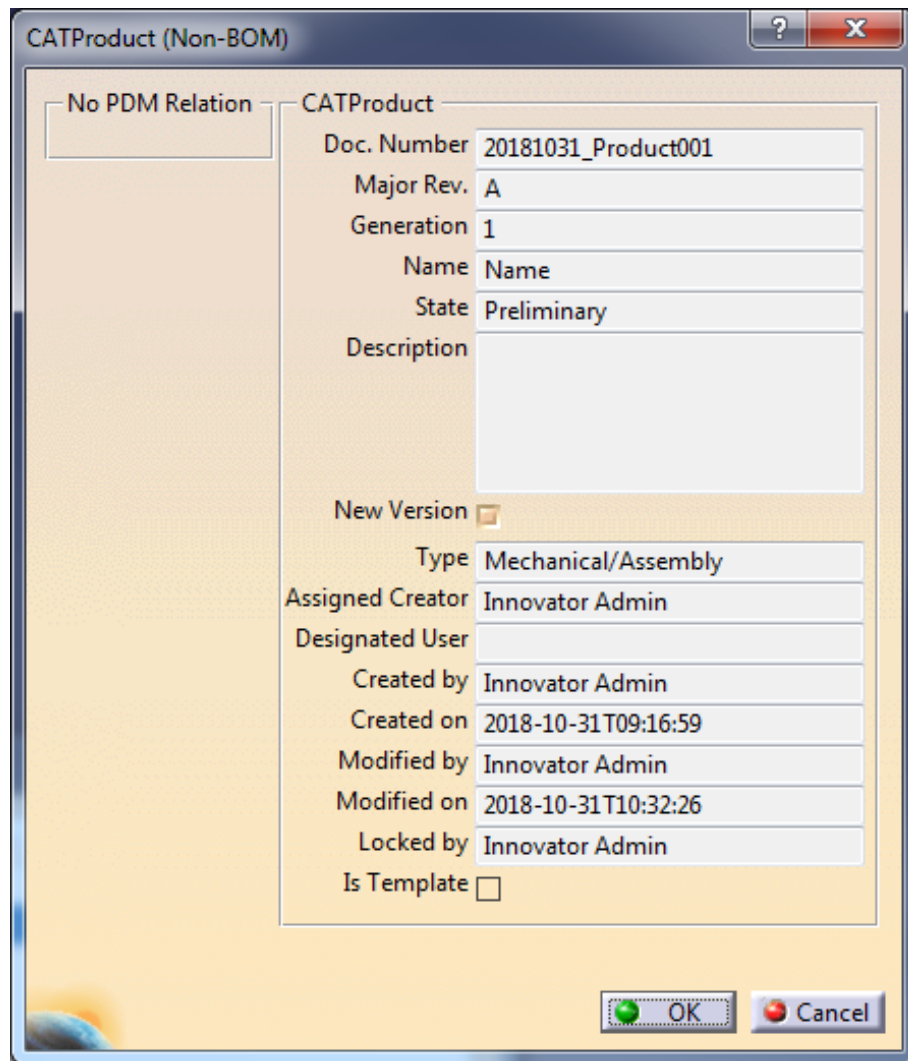 CATProduct (Non-BOM)
?
X
No PDM Relation
CATProduct
Doc. Number 20181031_Product001
Major Rev. A
Generation 1
Name Name
State Preliminary
Description
New Version
Type Mechanical/Assembly
Assigned Creator Innovator Admin
Designated User
Created by Innovator Admin
Created on 2018-10-31T09:16:59
Modified by Innovator Admin
Modified on 2018-10-31T10:32:26
Locked by Innovator Admin
Is Template
OK Cancel